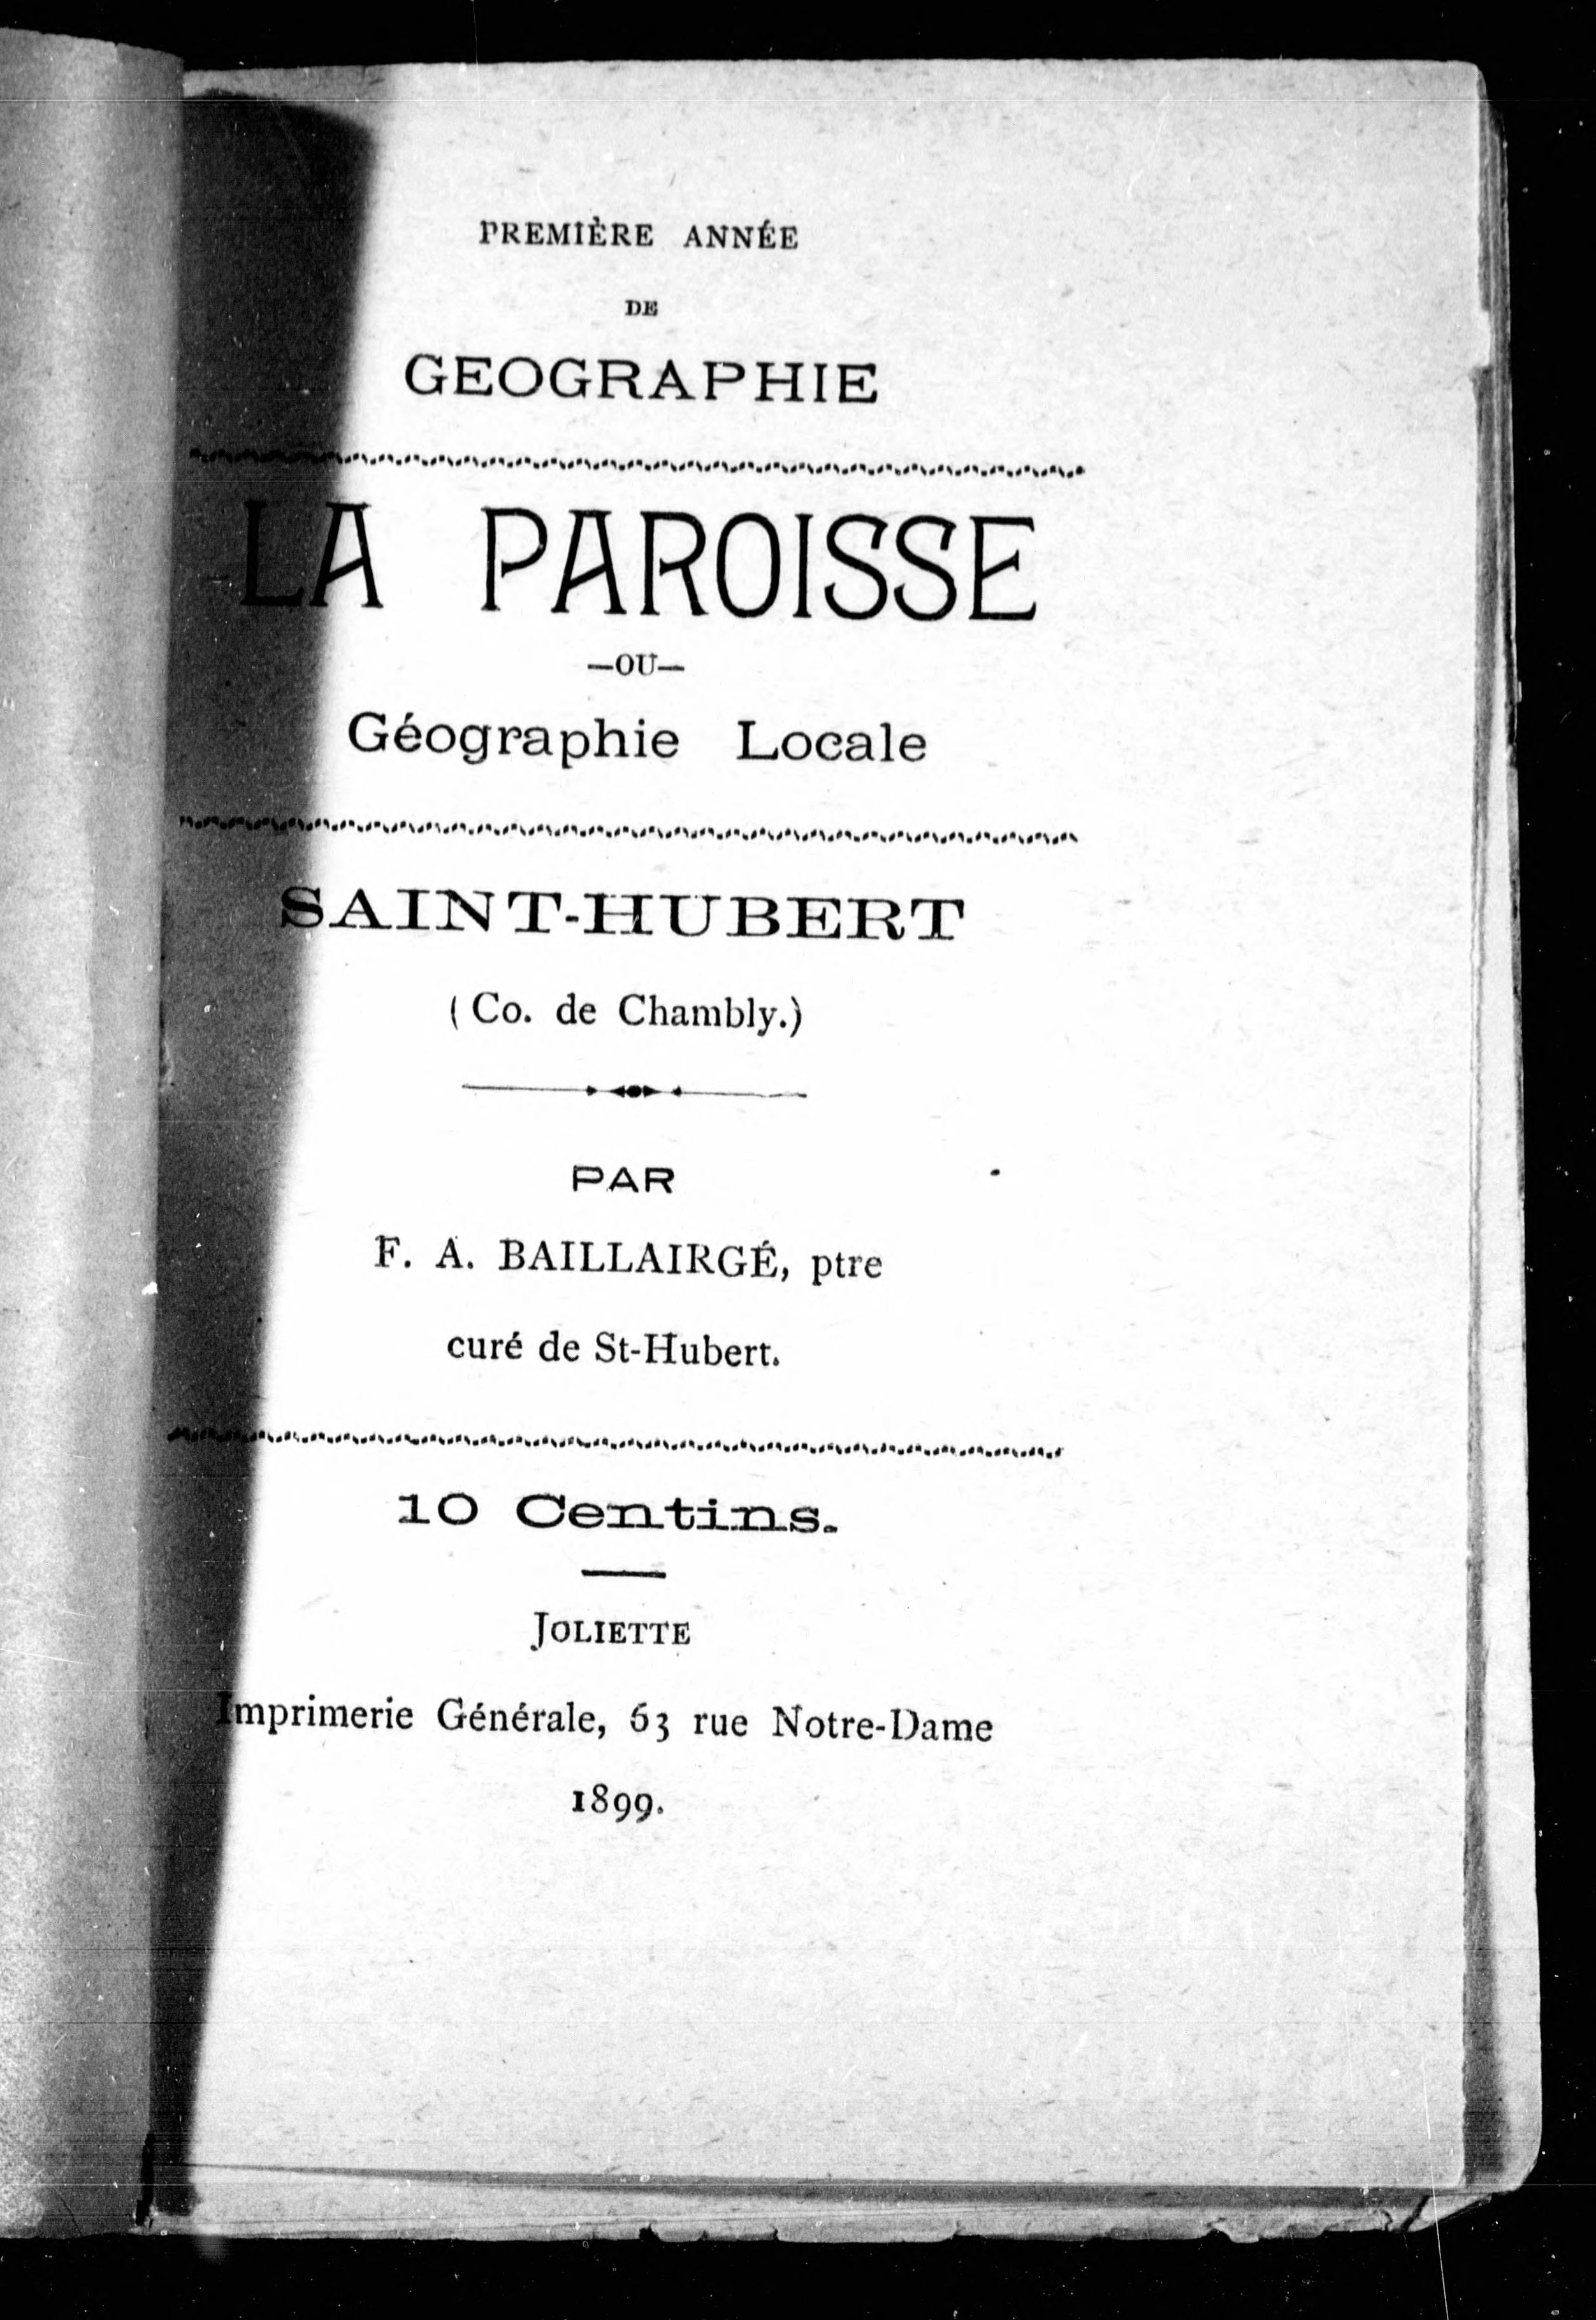 PREMIÈRE ANNÉE
DE
GEOGRAPHIE
LA PAROISSE
—OU—
Géographie Locale
SAINT-HUBERT
(Co. de Chambly.)
PAR
F. A. BAILLAIRGÉ, ptre
curé de St-Hubert.
10 Centins.
JOLIETTE
Imprimerie Générale, 63 rue Notre-Dame
1899.